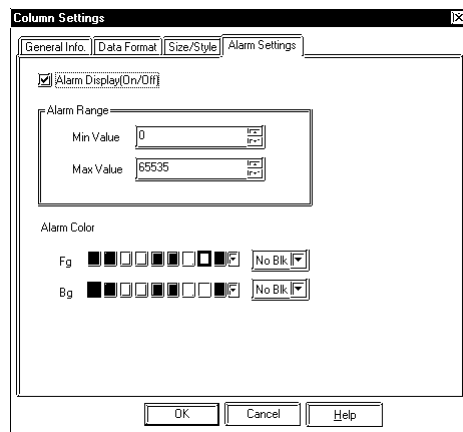 Column Settings
General Info. Data Format Size/Style Alarm Settings
Alarm Display(On/Off)
Alarm Range
Min Value 0
Max Value 65535
Alarm Color
Fg No Blk
Bg No Blk
OK Cancel Help